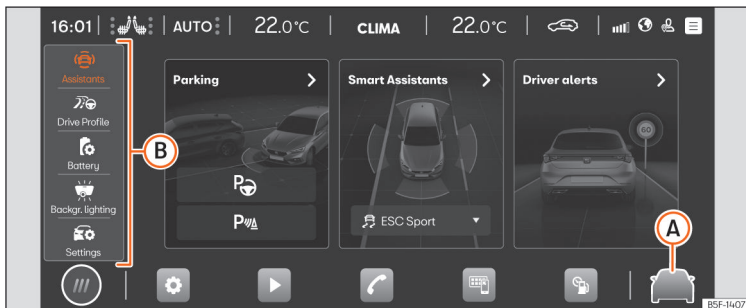 16:01 AUTO 22.0°C CLIMA 22.0°C
Assistants
Drive Profile
Battery
Backgr. lighting
Settings
B
Parking
P
P
Smart Assistants
ESC Sport
Driver alerts
60
A
B5F-1407